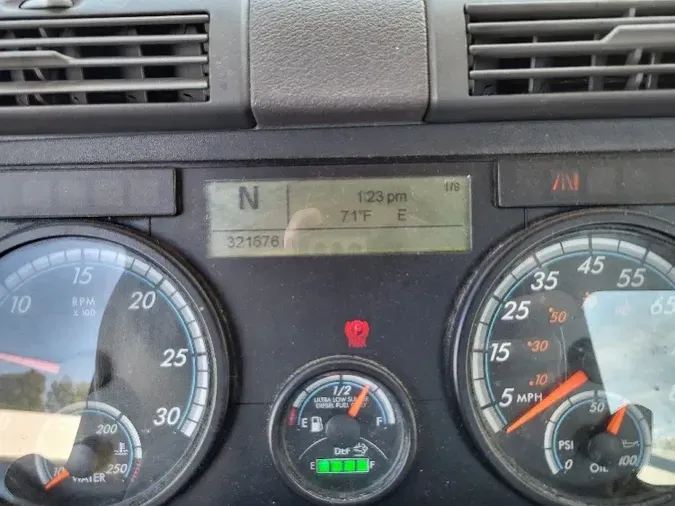 N
1:23 pm
1/8
71°F E
321676
10 15 20 25 30
RPM
X 100
200
250
WATER
1/2
ULTRA LOW SULFUR
DIESEL FUEL ONLY
E F
DEF
E F
5 15 25 35 45 55 65
10 30 50
MPH
0 50 100
PSI
OIL